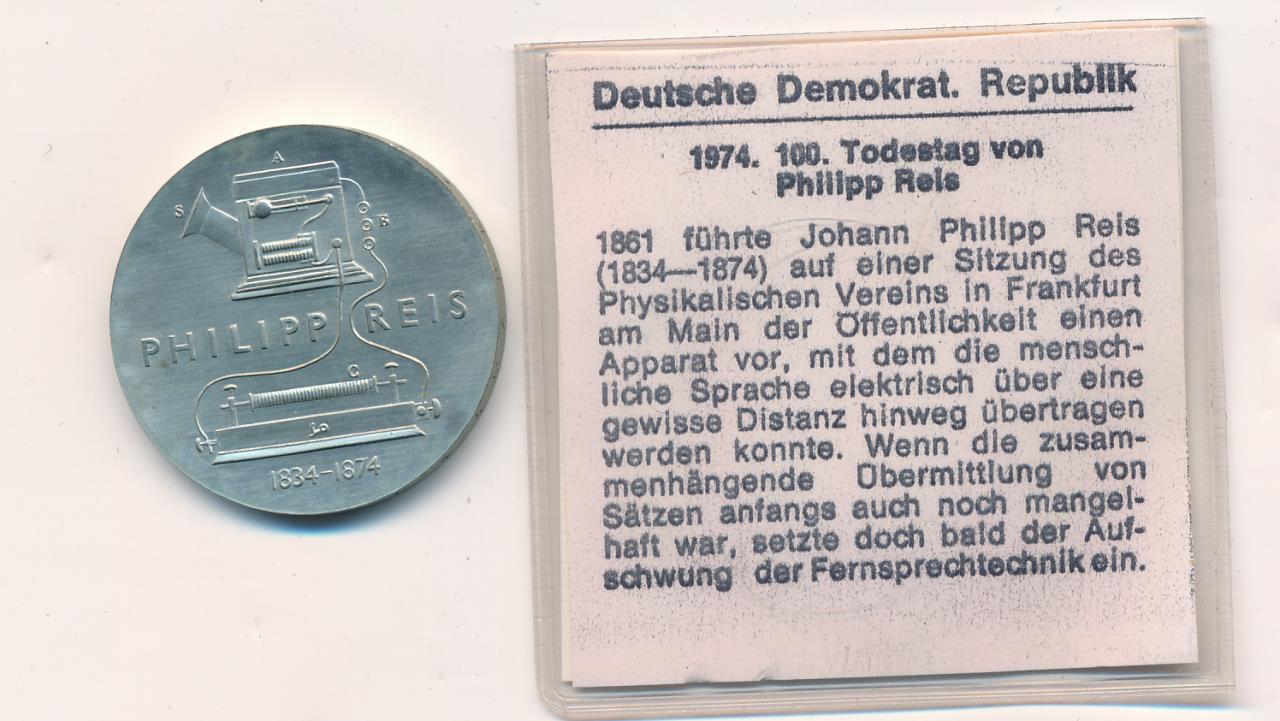 A
S
B
PHILIPP REIS
C
1834-1874
Deutsche Demokrat. Republik
1974. 100. Todestag von
Philipp Reis
1861 führte Johann Philipp Reis
(1834—1874) auf einer Sitzung des
Physikalischen Vereins in Frankfurt
am Main der Öffentlichkeit einen
Apparat vor, mit dem die mensch-
liche Sprache elektrisch über eine
gewisse Distanz hinweg übertragen
werden konnte. Wenn die zusam-
menhängende Übermittlung von
Sätzen anfangs auch noch mangel-
haft war, setzte doch bald der Auf-
schwung der Fernsprechtechnik ein.